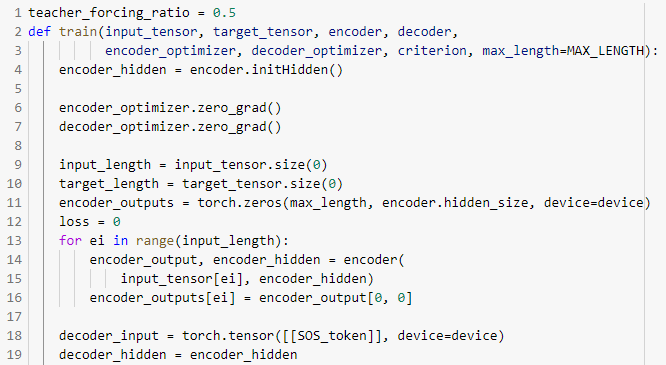 1 teacher_forcing_ratio = 0.5
2 def train(input_tensor, target_tensor, encoder, decoder,
3 encoder_optimizer, decoder_optimizer, criterion, max_length=MAX_LENGTH):
4 encoder_hidden = encoder.initHidden()
5
6 encoder_optimizer.zero_grad()
7 decoder_optimizer.zero_grad()
8
9 input_length = input_tensor.size(0)
10 target_length = target_tensor.size(0)
11 encoder_outputs = torch.zeros(max_length, encoder.hidden_size, device=device)
12 loss = 0
13 for ei in range(input_length):
14 encoder_output, encoder_hidden = encoder(
15 input_tensor[ei], encoder_hidden)
16 encoder_outputs[ei] = encoder_output[0, 0]
17
18 decoder_input = torch.tensor([[SOS_token]], device=device)
19 decoder_hidden = encoder_hidden